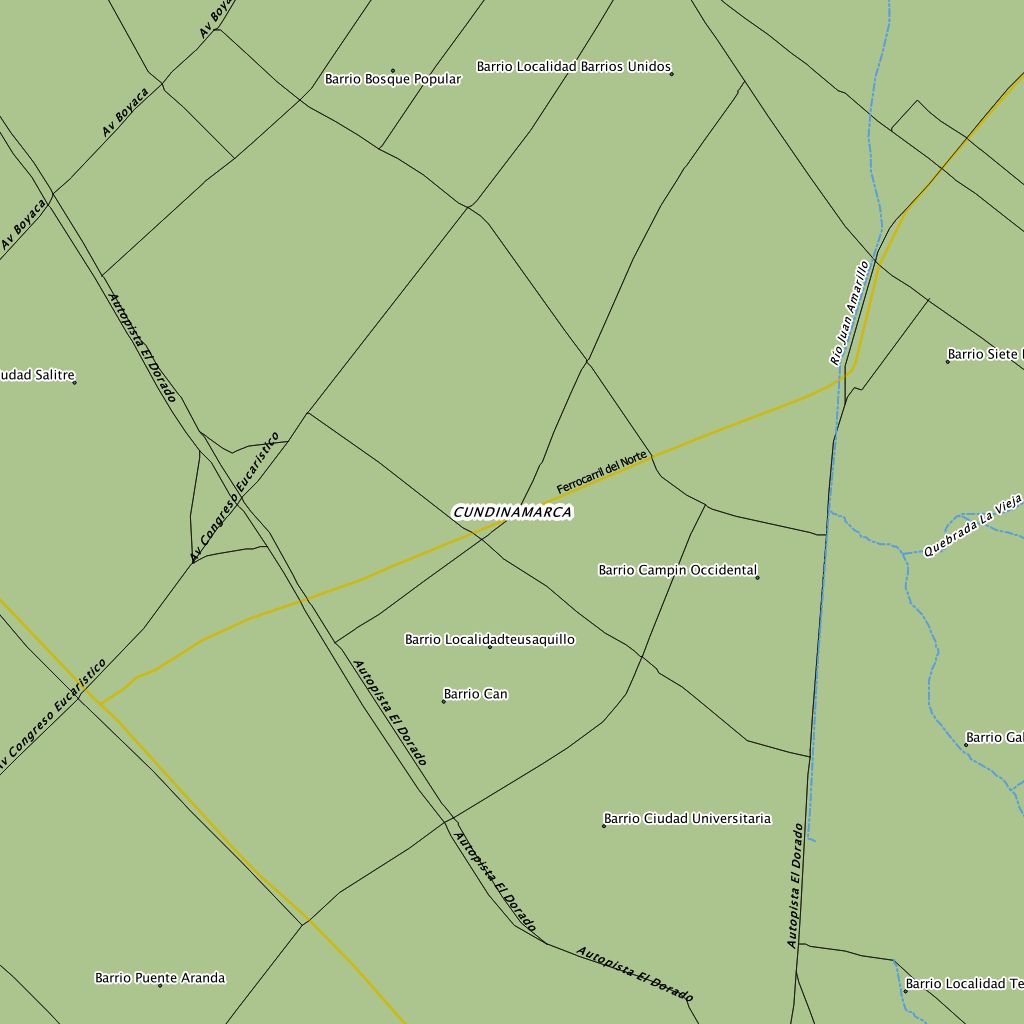 Av Boya
Barrio Localidad Barrios Unidos
Barrio Bosque Popular
Av Boyaca
Av Boyaca
Rio Juan Amarillo
Autopista El Dorado
Barrio Siete
udad Salitre
Av Congreso Eucaristico
Ferrocarril del Norte
CUNDINAMARCA
Quebrada La Vieja
Barrio Campin Occidental
Barrio Localidadteusaquillo
Barrio Can
Av Congreso Eucaristico
Autopista El Dorado
Barrio Gal
Barrio Ciudad Universitaria
Autopista El Dorado
Autopista El Dorado
Autopista El Dorado
Barrio Puente Aranda
Barrio Localidad Te